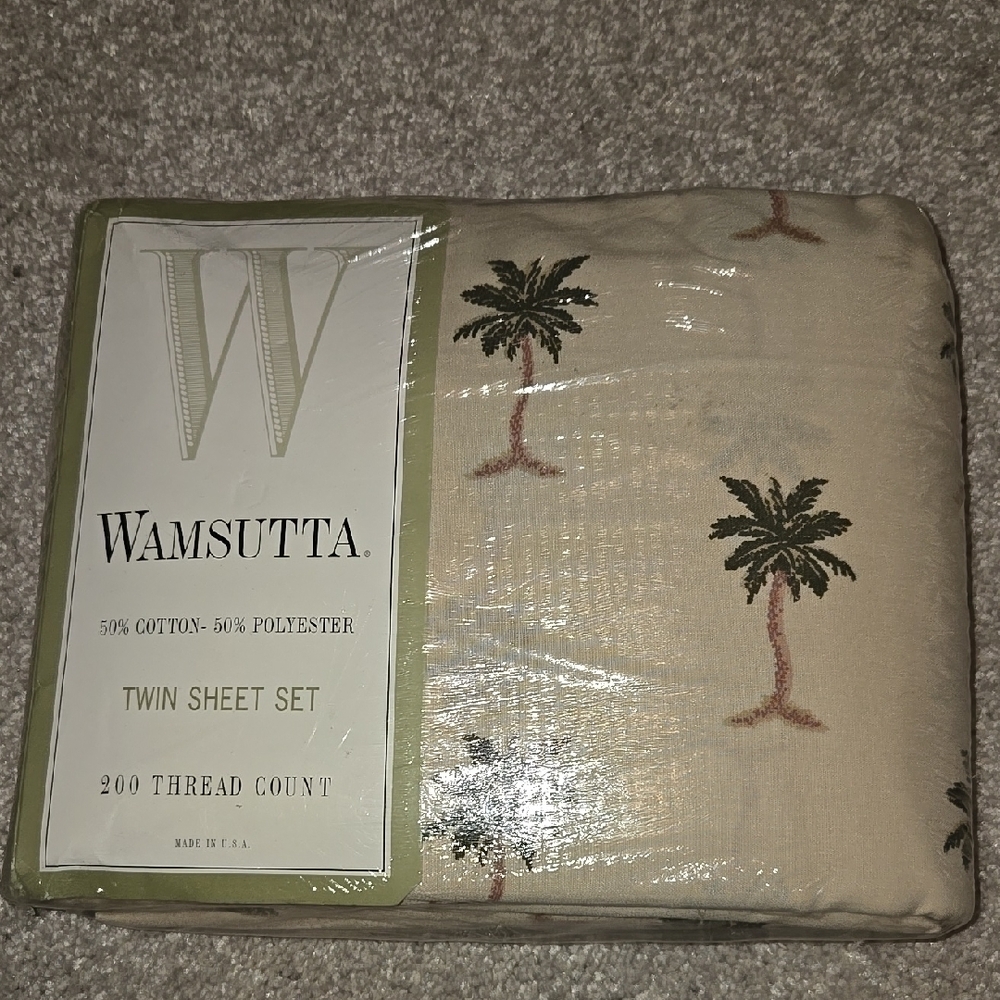 W
WAMSUTTA®
50% COTTON- 50% POLYESTER
TWIN SHEET SET
200 THREAD COUNT
MADE IN U.S.A.